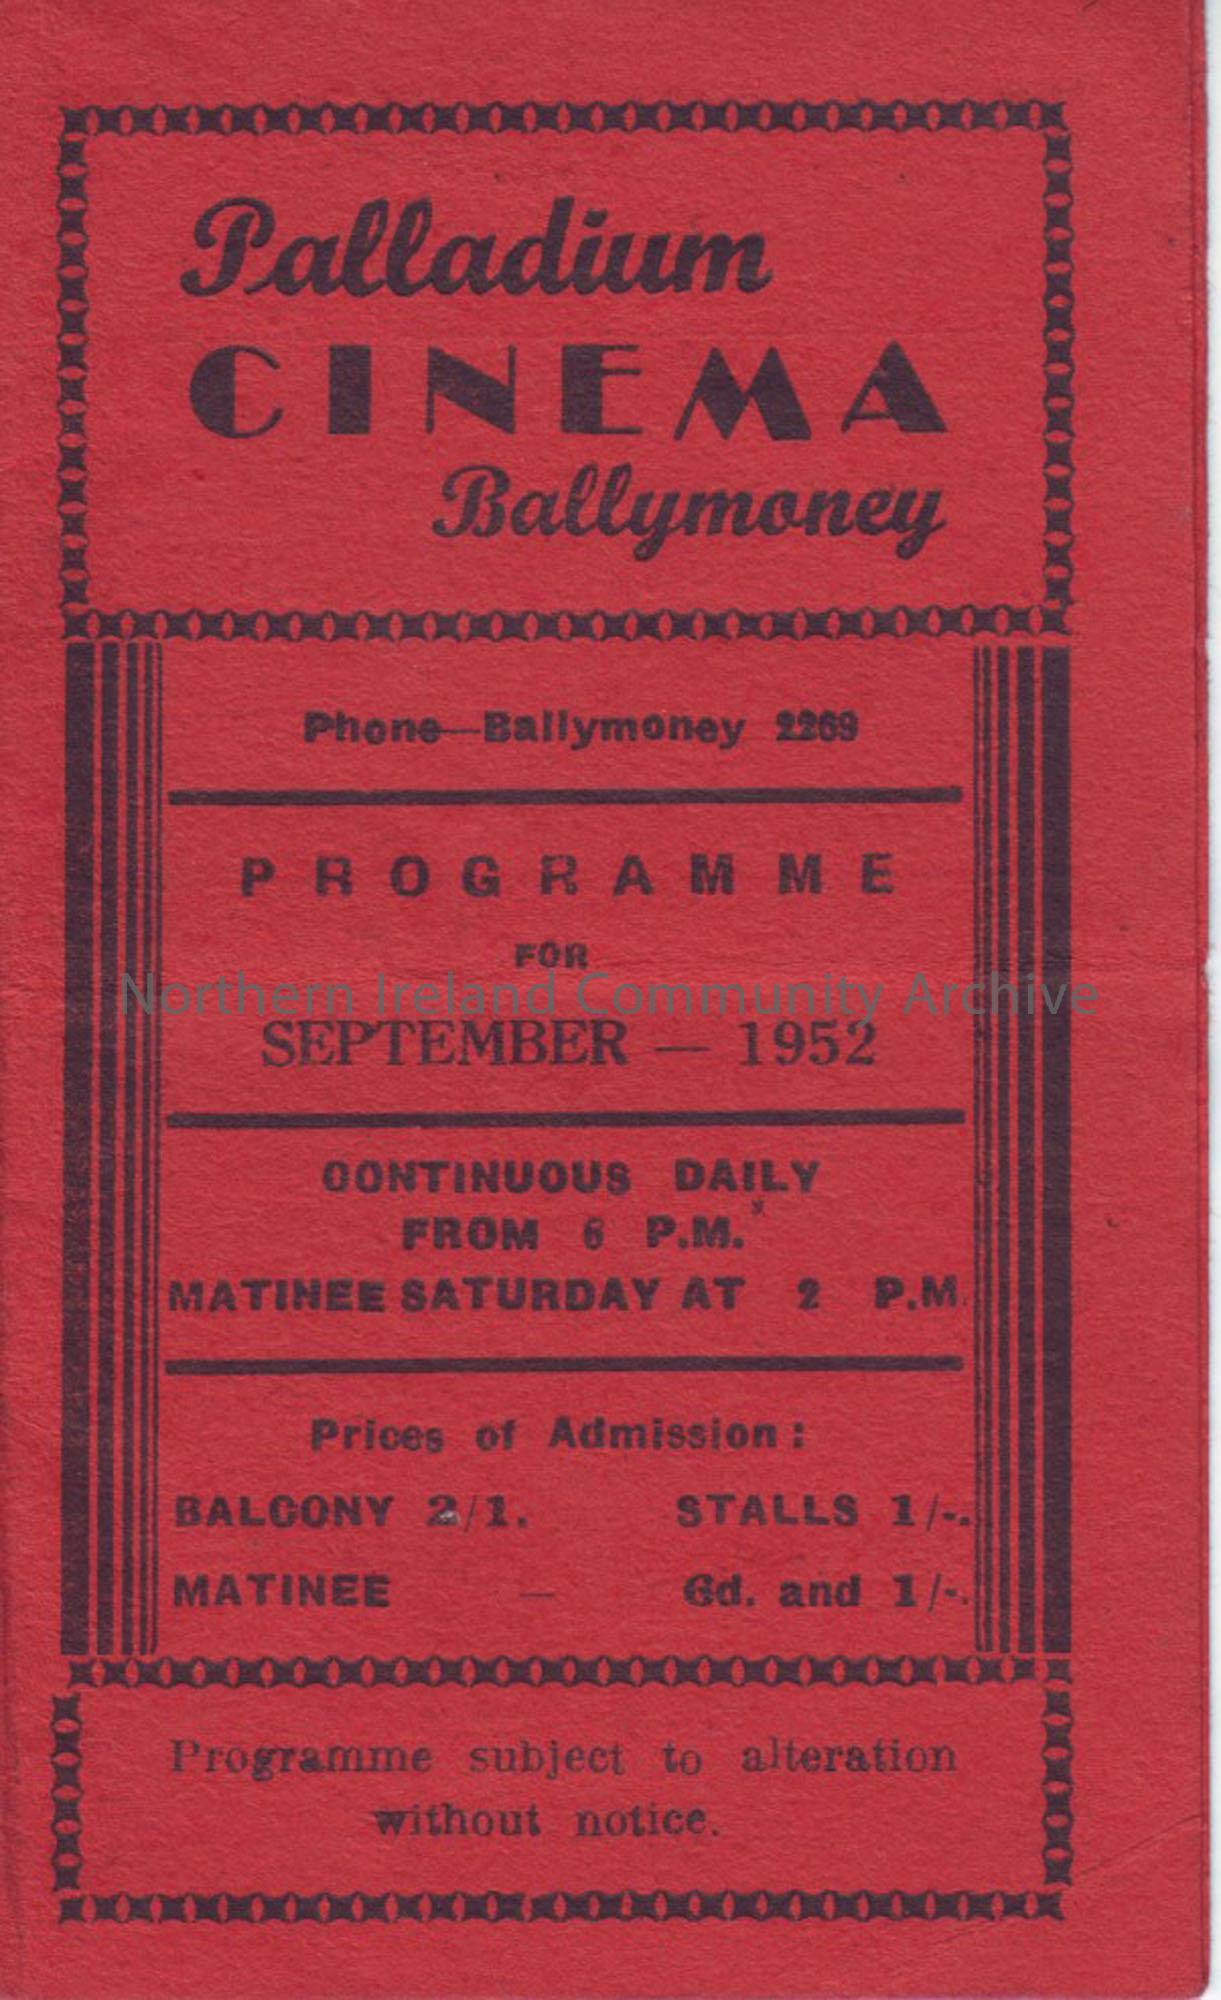 Palladium
CINEMA
Ballymoney
Phone—Ballymoney 2269
PROGRAMME
FOR
Northern Ireland Community Archive
SEPTEMBER — 1952
CONTINUOUS DAILY
FROM 6 P.M.
MATINEE SATURDAY AT 2 P.M.
Prices of Admission :
BALCONY 2/1. STALLS 1/-.
MATINEE — 6d. and 1/-.
Programme subject to alteration
without notice.